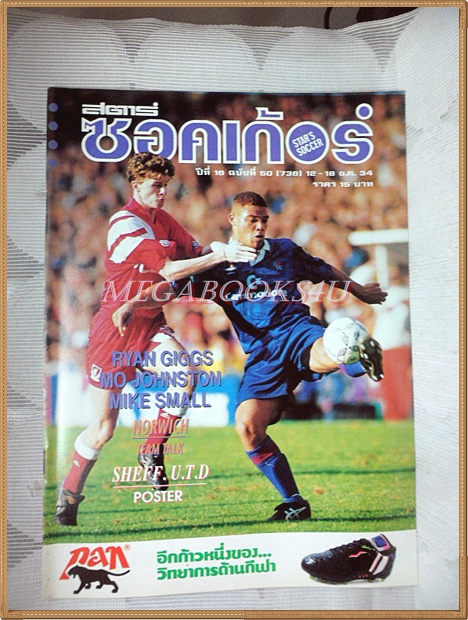 สตาร์
ซอคเก้อร์
STAR'S
SOCCER
ปีที่ 16 ฉบับที่ 50 (736) 12 - 18 ธ.ค. 34
ราคา 15 บาท
MEGABOOKS4U
commodore
RYAN GIGGS
MO JOHNSTON
MIKE SMALL
NORWICH
TEAM TALK
SHEFF. U.T.D
POSTER
pan
อีกก้าวหนึ่งของ...
วิทยาการด้านกีฬา